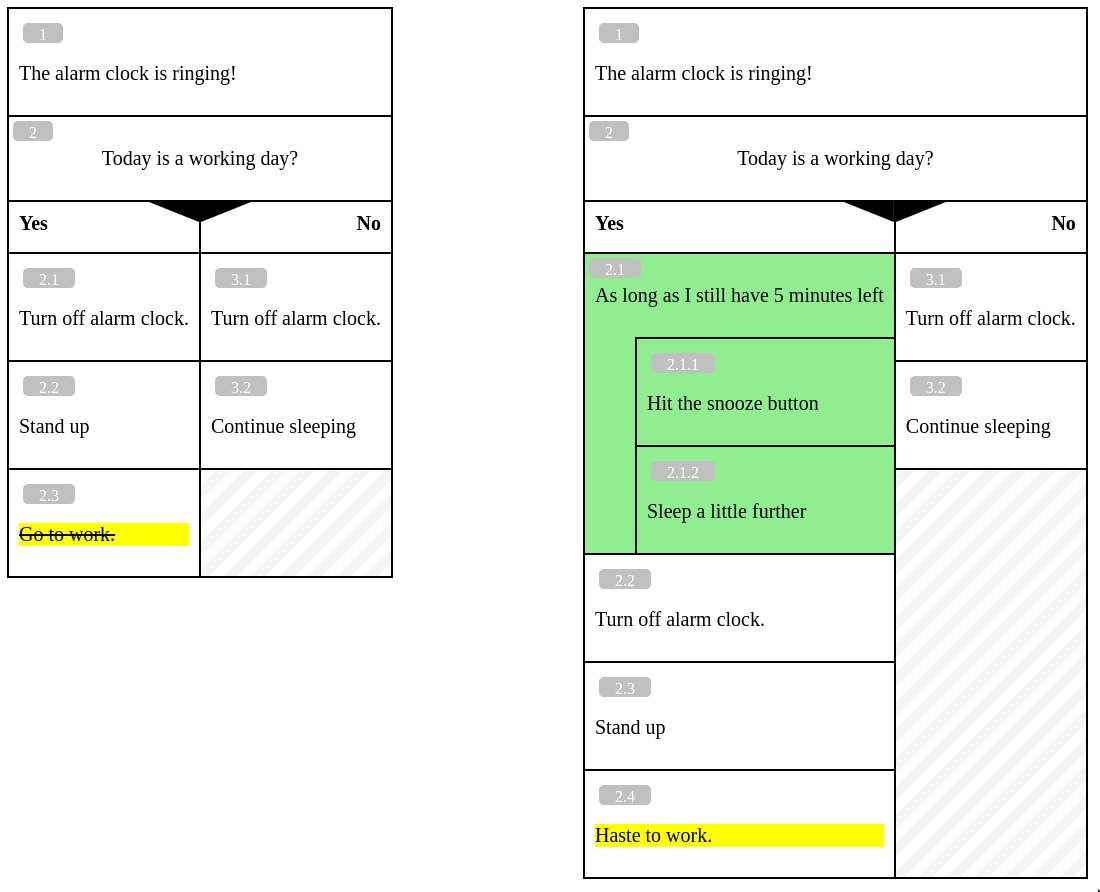 1
The alarm clock is ringing!
2
Today is a working day?
Yes No
2.1 3.1
Turn off alarm clock. Turn off alarm clock.
2.2 3.2
Stand up Continue sleeping
2.3
Go to work.
1
The alarm clock is ringing!
2
Today is a working day?
Yes No
2.1
As long as I still have 5 minutes left
2.1.1
Hit the snooze button
2.1.2
Sleep a little further
2.2
Turn off alarm clock.
2.3
Stand up
2.4
Haste to work.
3.1
Turn off alarm clock.
3.2
Continue sleeping